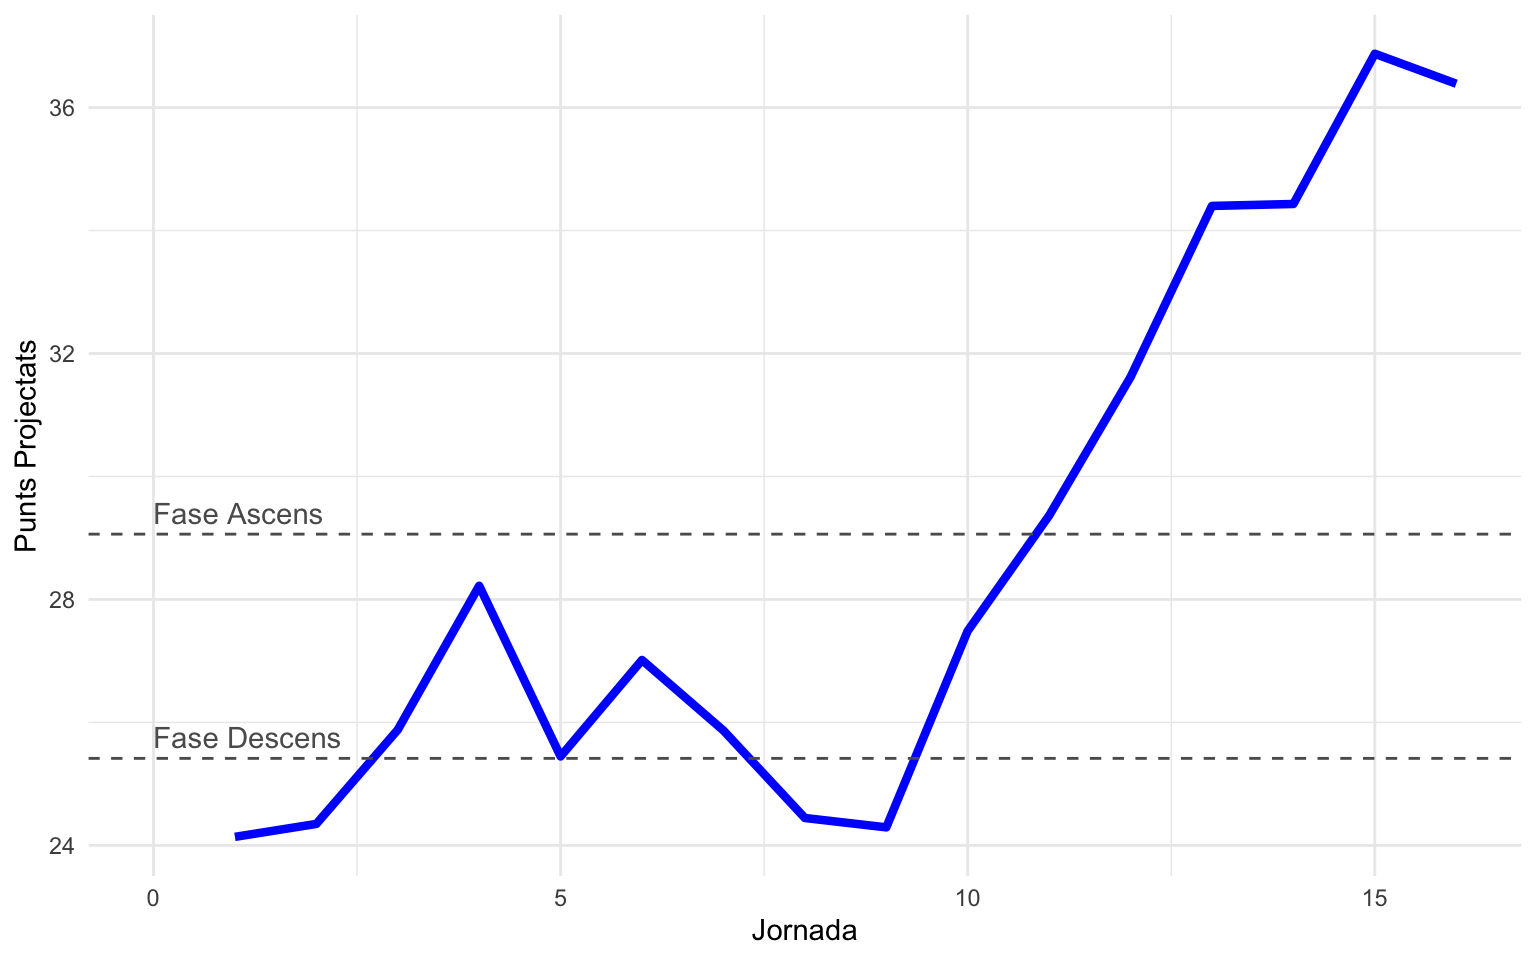 36
32
28
24
Punts Projectats
Fase Ascens
Fase Descens
0 5 10 15
Jornada